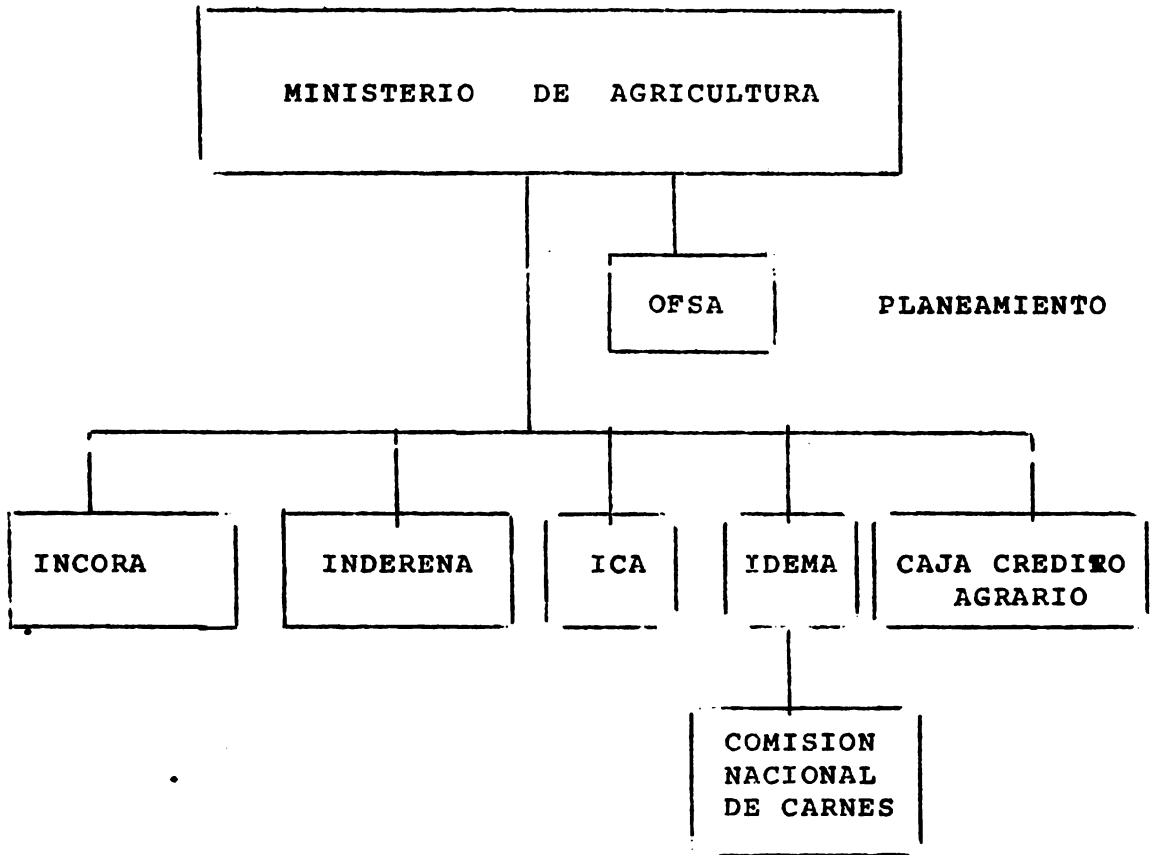 MINISTERIO DE AGRICULTURA
OFSA
PLANEAMIENTO
INCORA
INDERENA
ICA
IDEMA
CAJA CREDITO
AGRARIO
COMISION
NACIONAL
DE CARNES